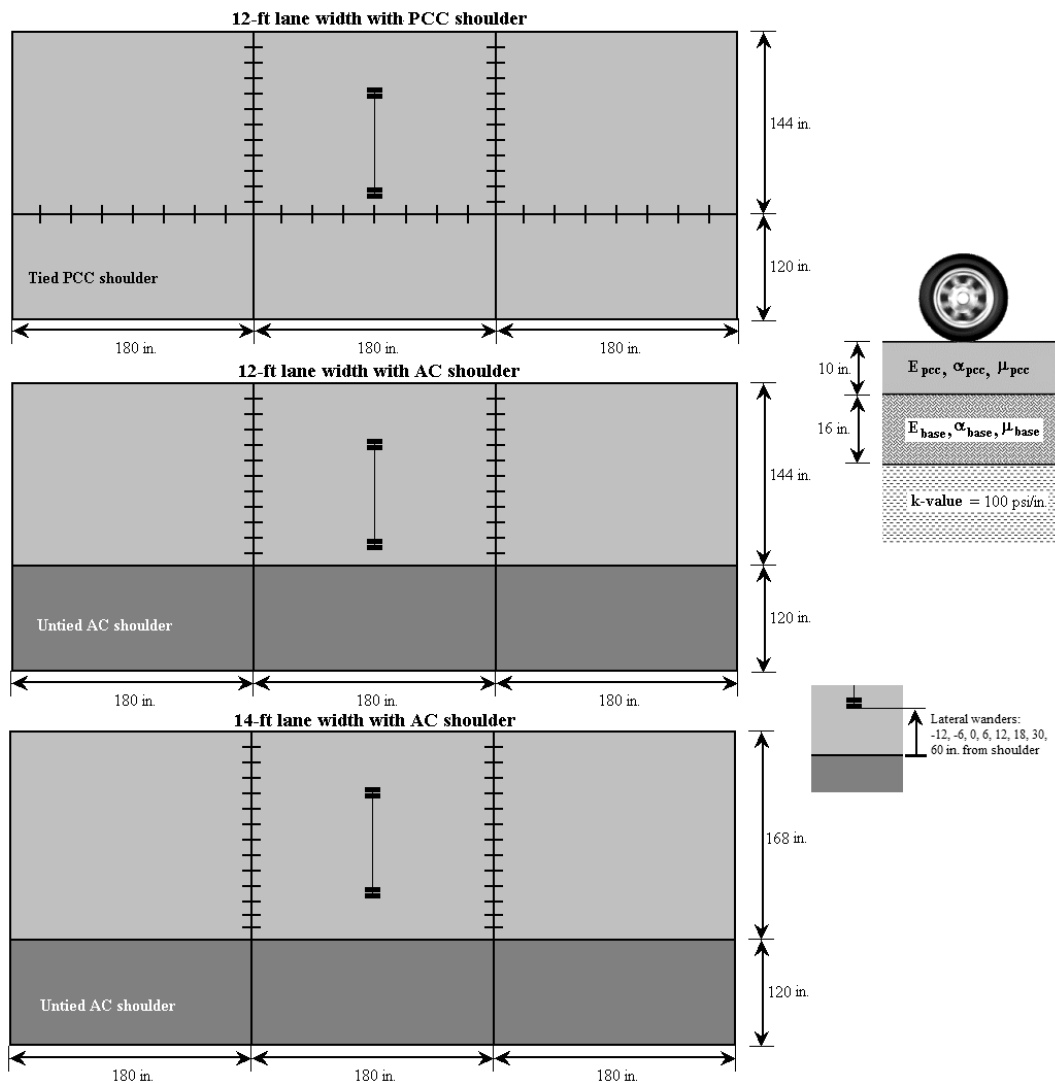 12-ft lane width with PCC shoulder
144 in.
Tied PCC shoulder
120 in.
180 in.
180 in.
180 in.
12-ft lane width with AC shoulder
144 in.
Untied AC shoulder
120 in.
180 in.
180 in.
180 in.
14-ft lane width with AC shoulder
168 in.
Untied AC shoulder
120 in.
180 in.
180 in.
180 in.
10 in.
E pcc, α pcc, μ pcc
16 in.
E base, α base, μ base
k-value = 100 psi/in.
Lateral wanders:
-12, -6, 0, 6, 12, 18, 30,
60 in. from shoulder